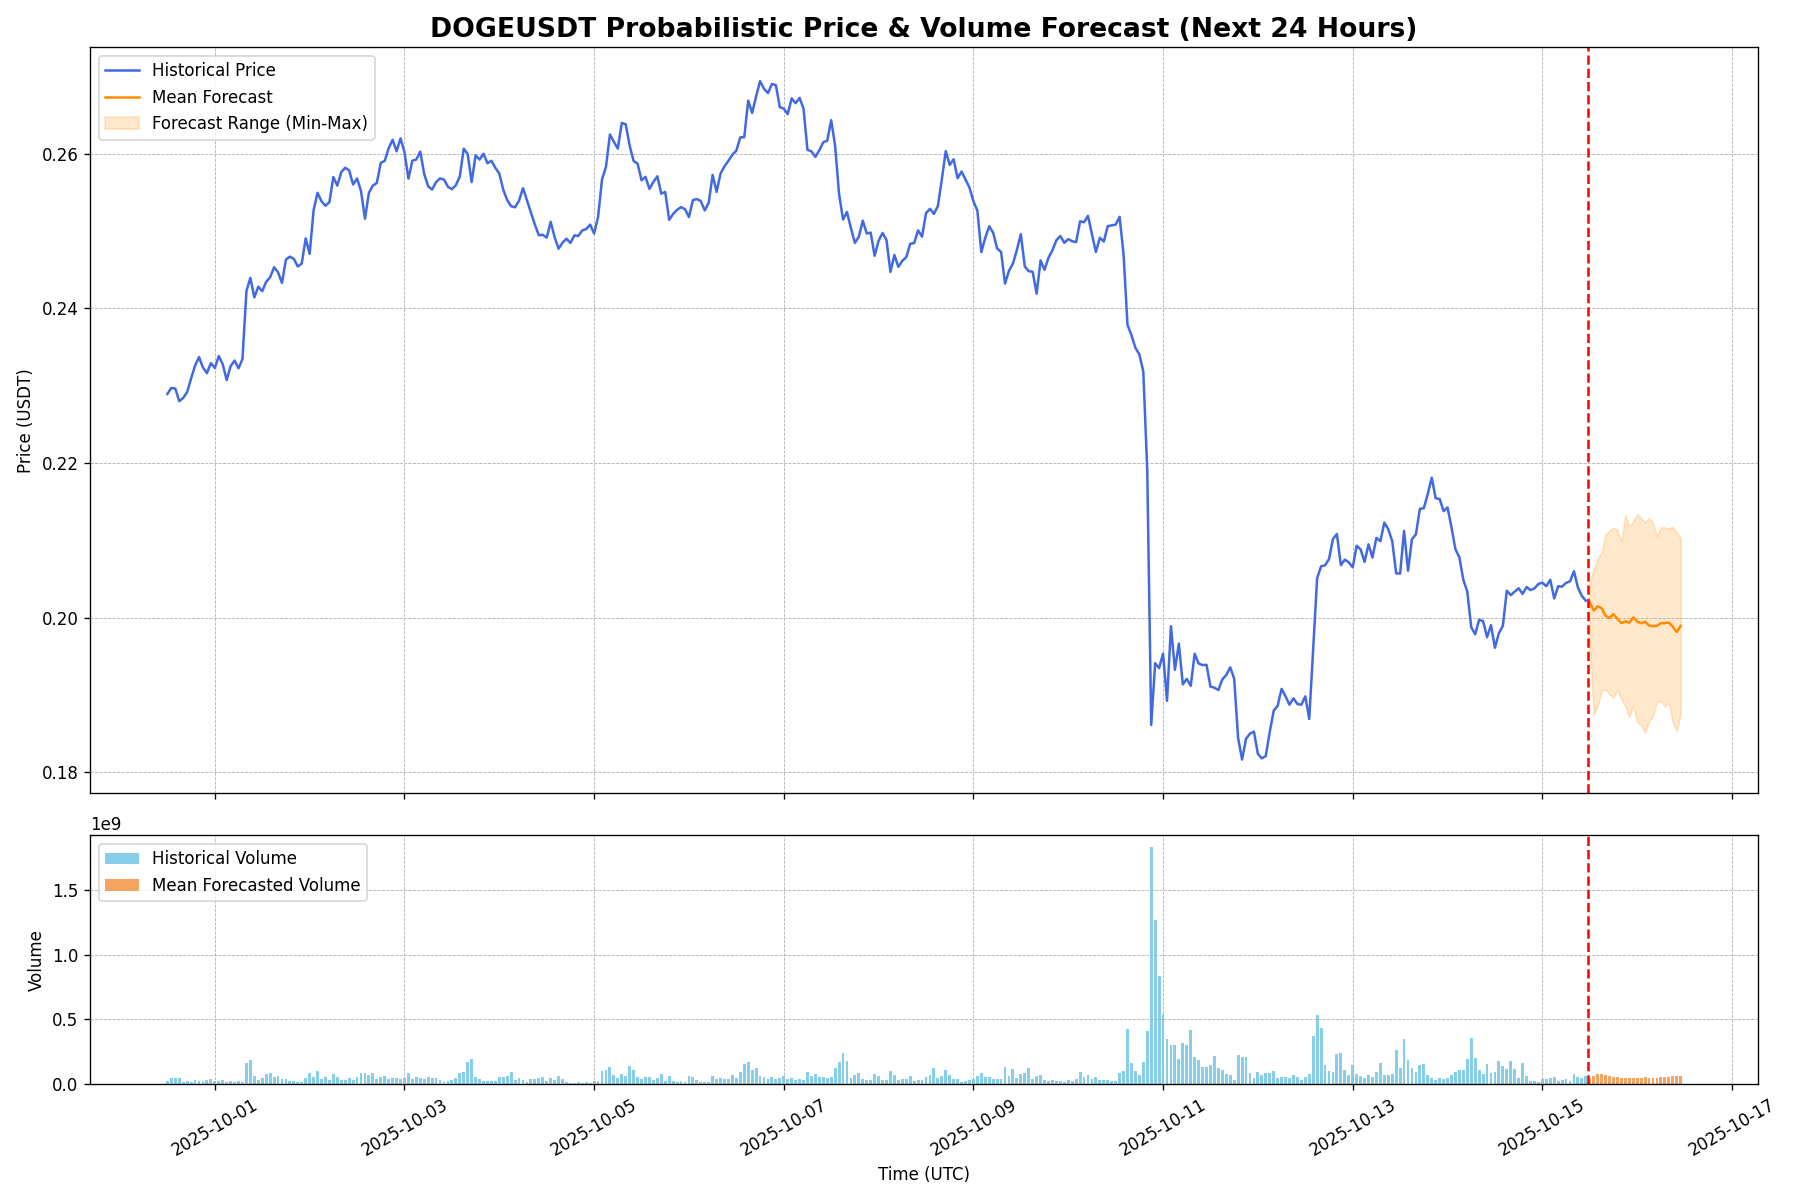 DOGEUSDT Probabilistic Price & Volume Forecast (Next 24 Hours)
Historical Price
Mean Forecast
Forecast Range (Min-Max)
0.26
0.24
0.22
0.20
0.18
Price (USDT)
1e9
Historical Volume
Mean Forecasted Volume
1.5
1.0
0.5
0.0
Volume
2025-10-01
2025-10-03
2025-10-05
2025-10-07
2025-10-09
2025-10-11
2025-10-13
2025-10-15
2025-10-17
Time (UTC)